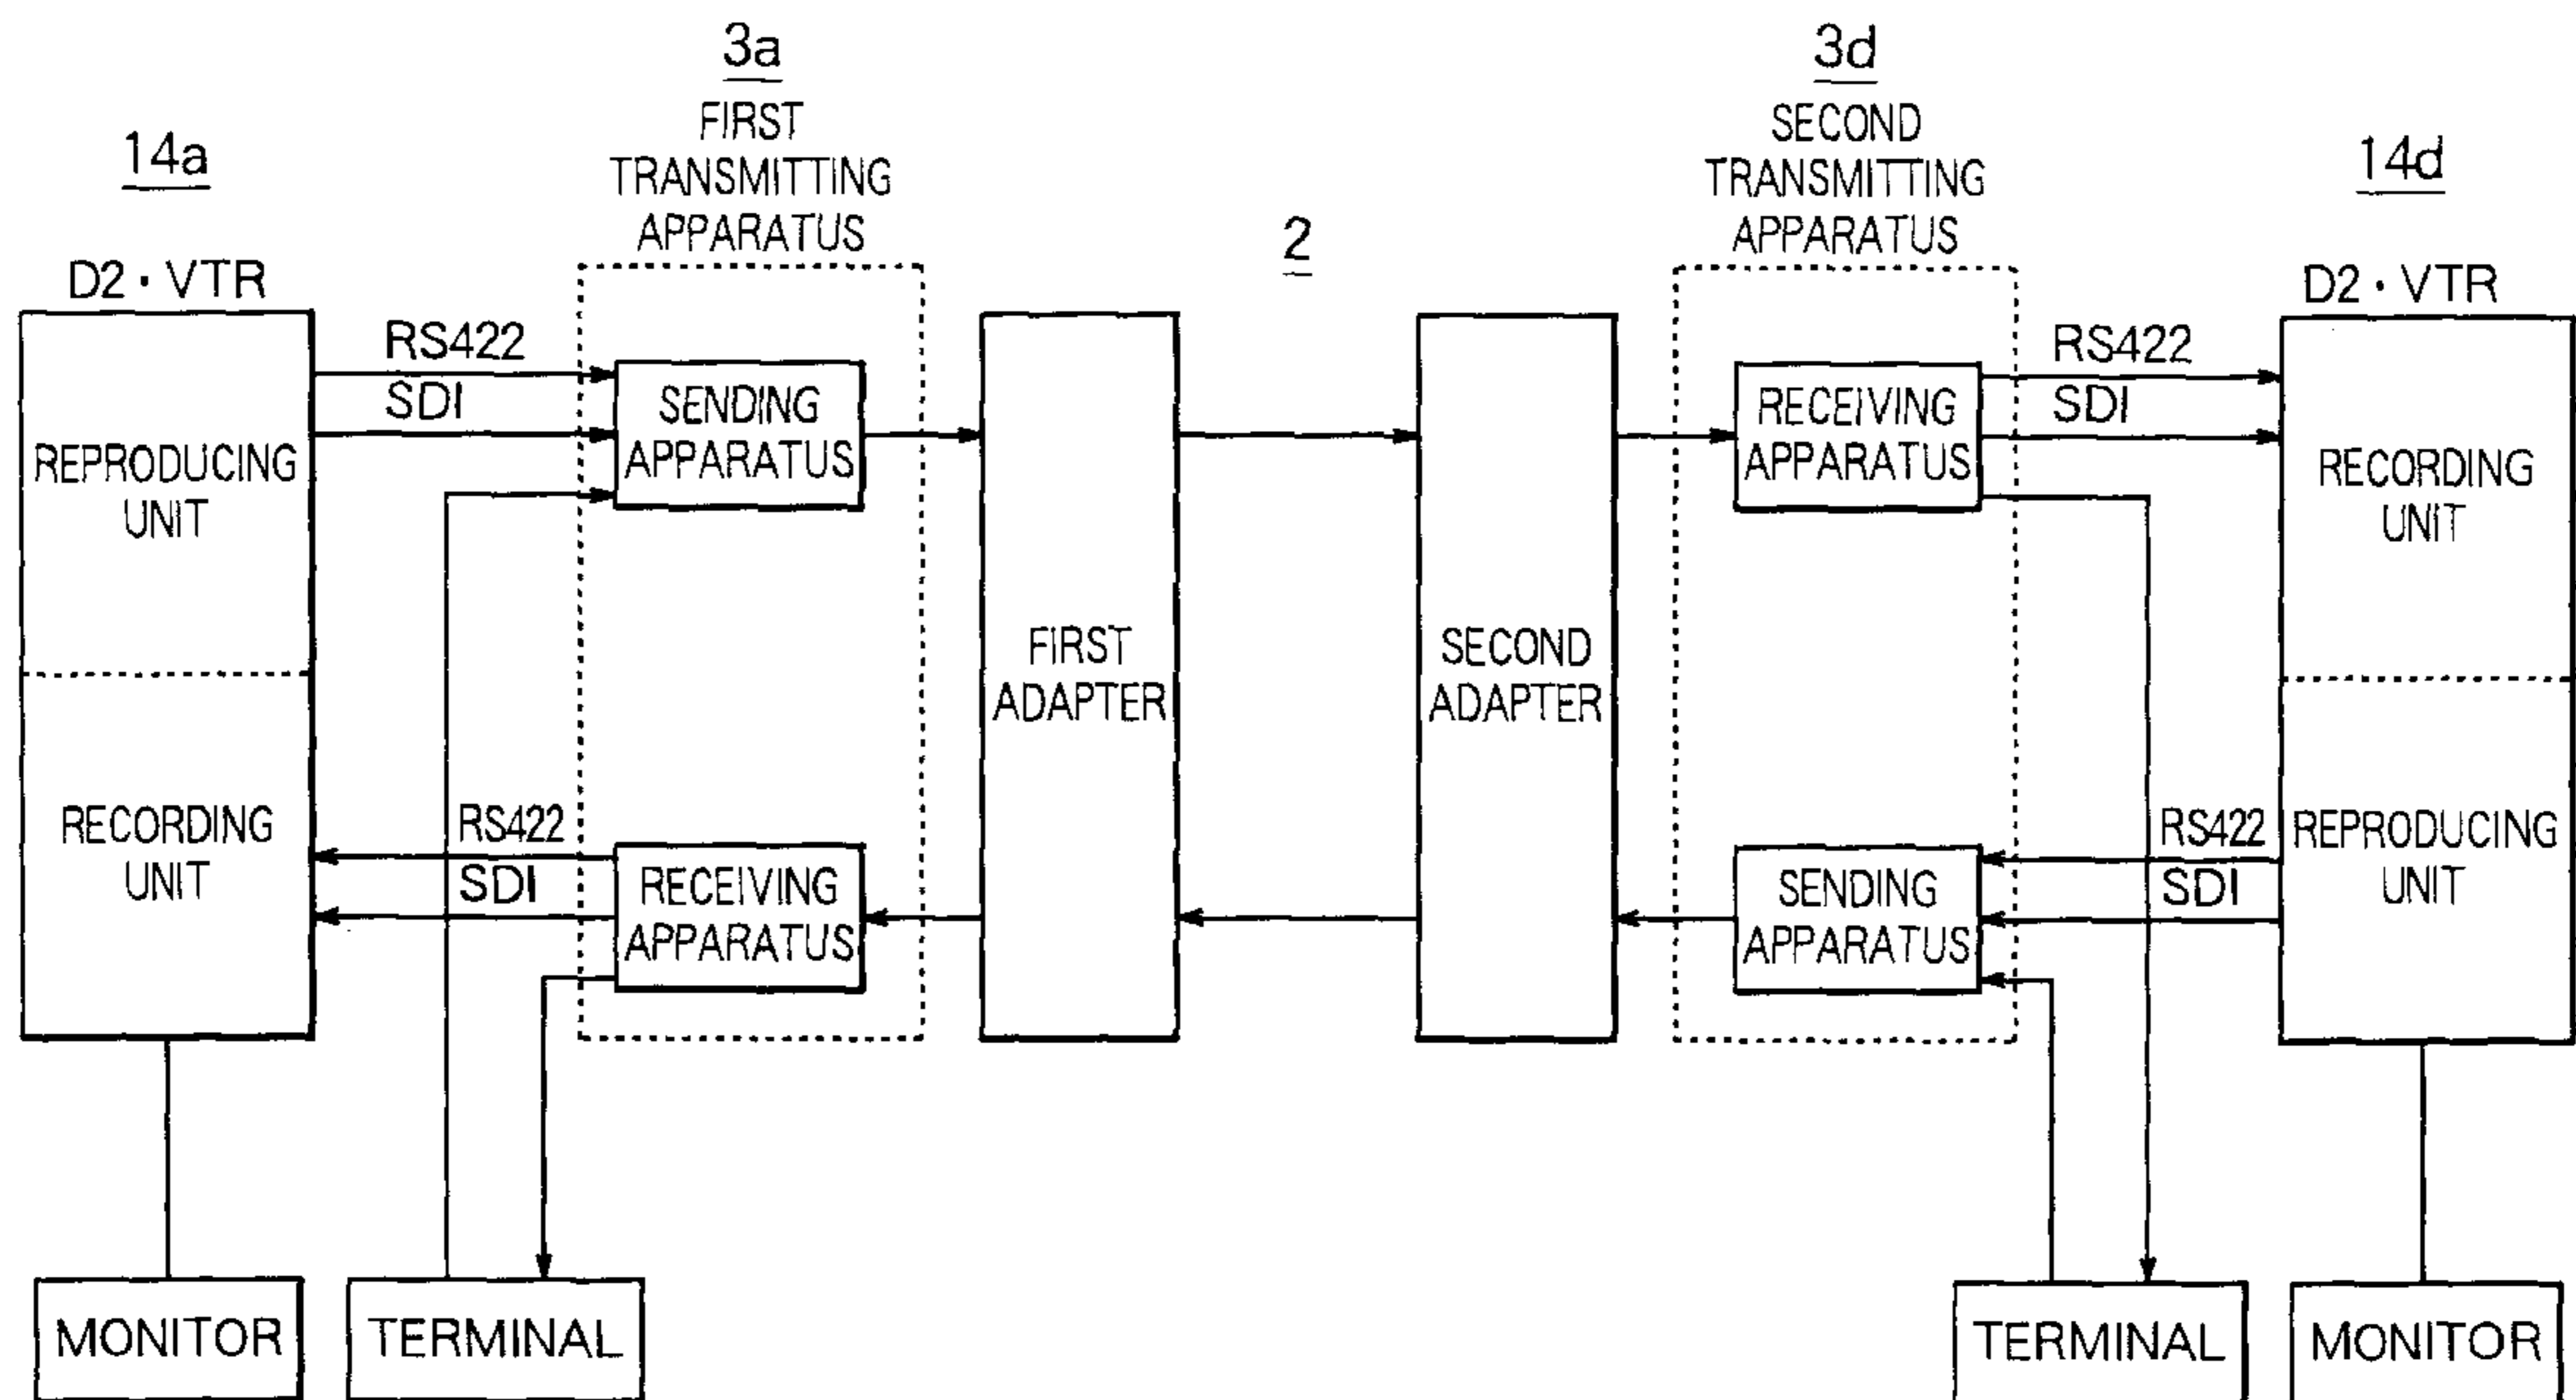 3a
FIRST
TRANSMITTING
APPARATUS
3d
SECOND
TRANSMITTING
APPARATUS
14a
D2・VTR
2
14d
D2・VTR
RS422
SDI
REPRODUCING
UNIT
SENDING
APPARATUS
RECEIVING
APPARATUS
RS422
SDI
RECORDING
UNIT
FIRST
ADAPTER
SECOND
ADAPTER
RECORDING
UNIT
RS422
SDI
RECEIVING
APPARATUS
SENDING
APPARATUS
RS422
SDI
REPRODUCING
UNIT
MONITOR
TERMINAL
TERMINAL
MONITOR